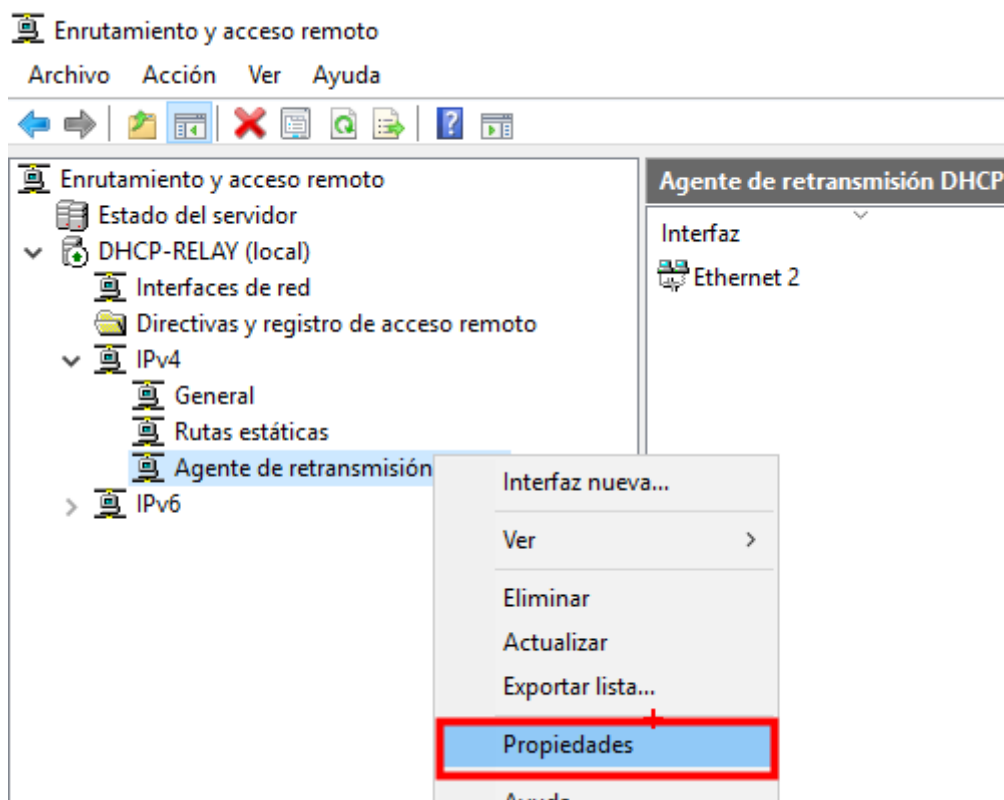 Enrutamiento y acceso remoto
Archivo Acción Ver Ayuda
Enrutamiento y acceso remoto
Estado del servidor
DHCP-RELAY (local)
Interfaces de red
Directivas y registro de acceso remoto
IPv4
General
Rutas estáticas
Agente de retransmisión
IPv6
Agente de retransmisión DHCP
Interfaz
Ethernet 2
Interfaz nueva...
Ver
Eliminar
Actualizar
Exportar lista...
Propiedades